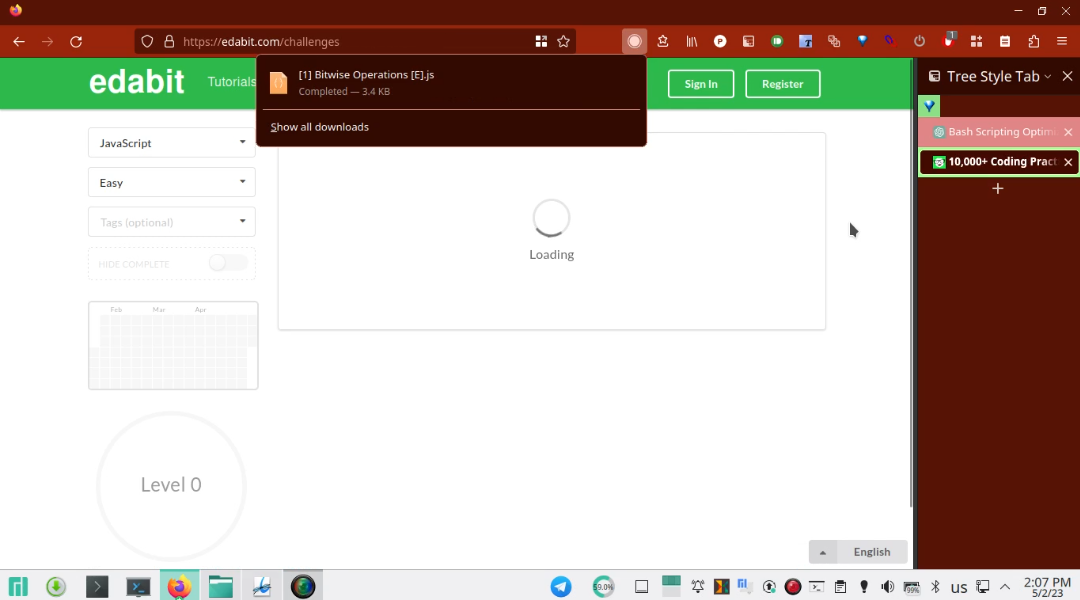 https://edabit.com/challenges
edabit
Tutorials
[1] Bitwise Operations [E].js
Completed — 3.4 KB
Show all downloads
Sign In
Register
Tree Style Tab
Bash Scripting Optim
10,000+ Coding Pract
JavaScript
Easy
Tags (optional)
HIDE COMPLETE
Loading
Feb Mar Apr
Level 0
English
59.0%
99%
us
2:07 PM
5/2/23